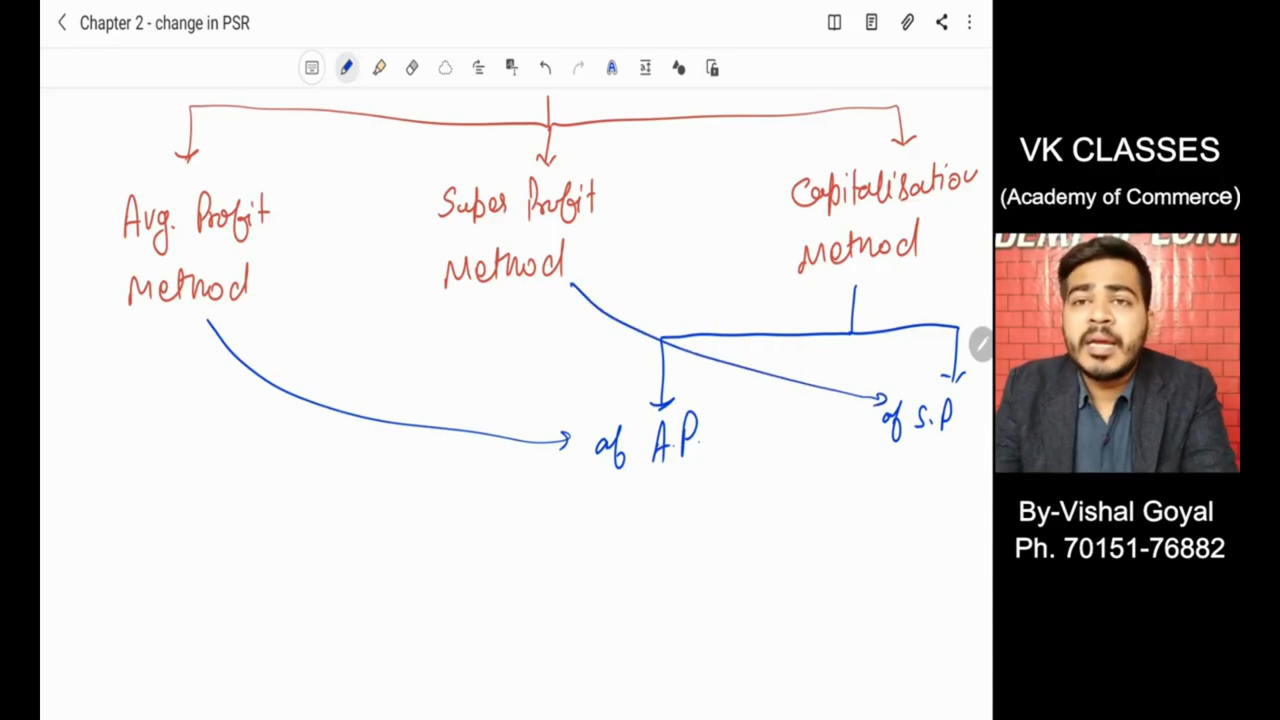 Chapter 2 - change in PSR
Avg. Profit
Method
Super Profit
Method
Capitalisation
Method
of A.P.
of S.P
VK CLASSES
(Academy of Commerce)
By-Vishal Goyal
Ph. 70151-76882